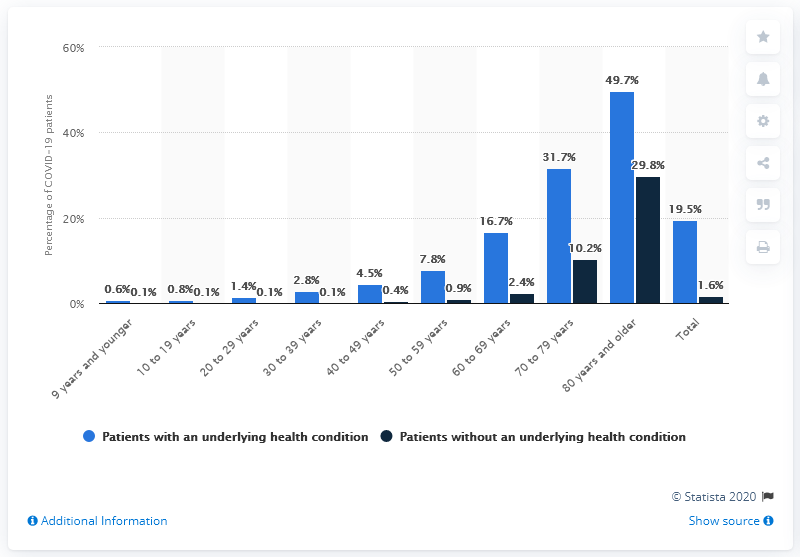 60%
40%
20%
0%
Percentage of COVID-19 patients
0.6% 0.1% 0.8% 0.1% 1.4% 0.1% 2.8% 0.1% 4.5% 0.4% 7.8% 0.9% 16.7% 2.4% 31.7% 10.2% 49.7% 29.8% 19.5% 1.6%
9 years and younger
10 to 19 years
20 to 29 years
30 to 39 years
40 to 49 years
50 to 59 years
60 to 69 years
70 to 79 years
80 years and older
Total
Patients with an underlying health condition Patients without an underlying health condition
© Statista 2020
Additional Information Show source